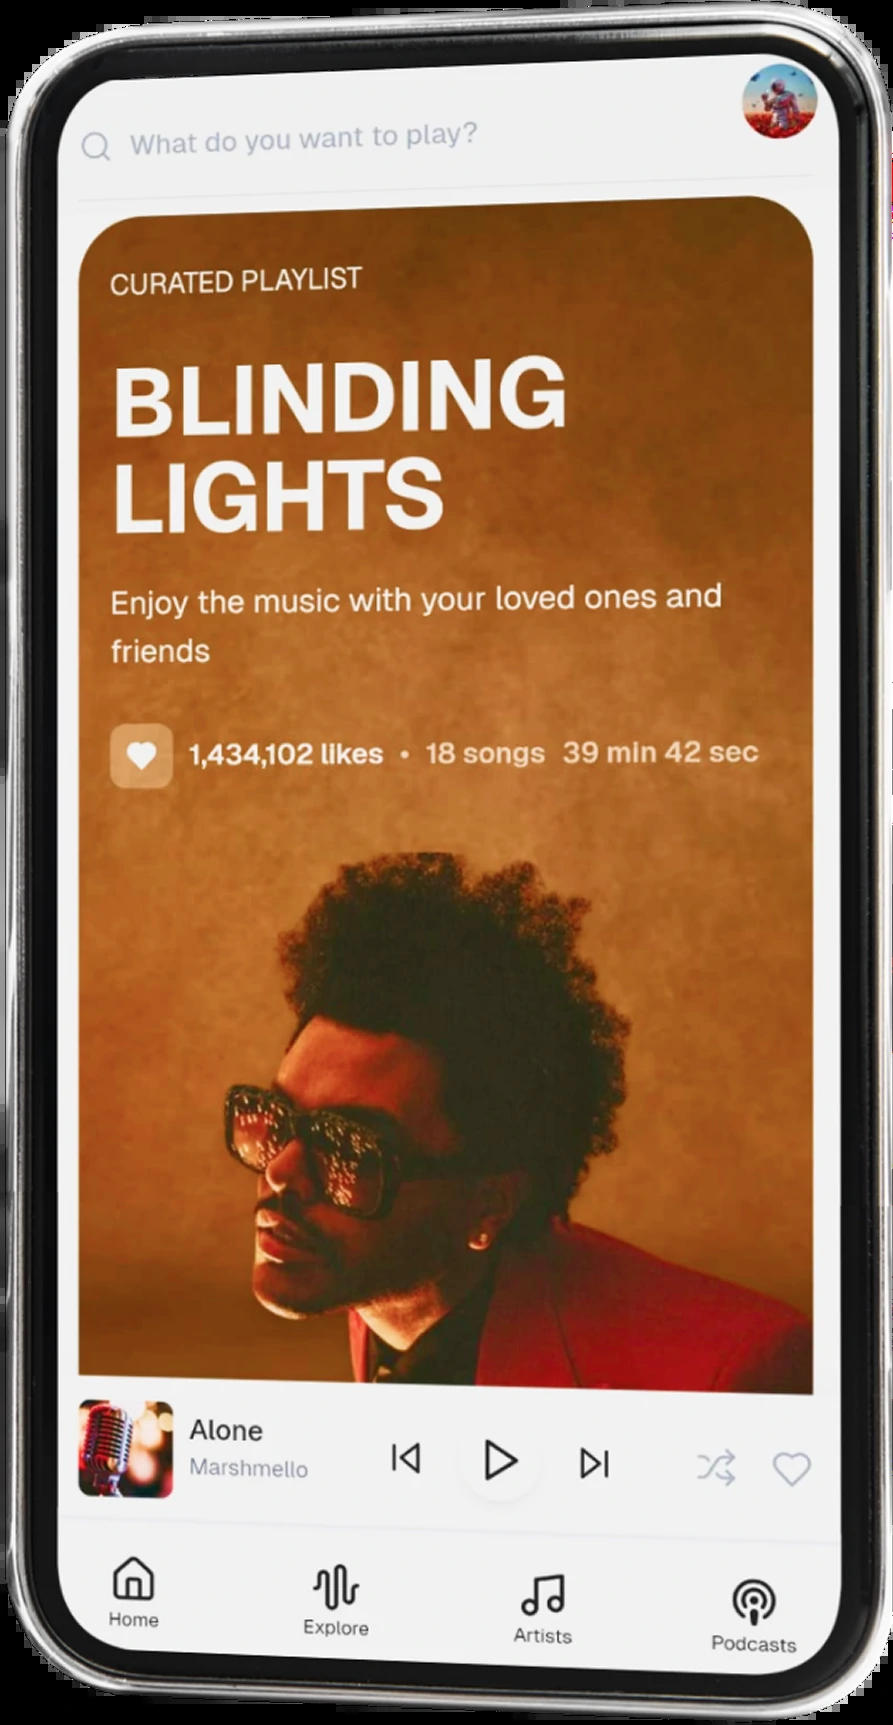 What do you want to play?
CURATED PLAYLIST
BLINDING
LIGHTS
Enjoy the music with your loved ones and
friends
1,434,102 likes • 18 songs 39 min 42 sec
Alone
Marshmello
Home
Explore
Artists
Podcasts